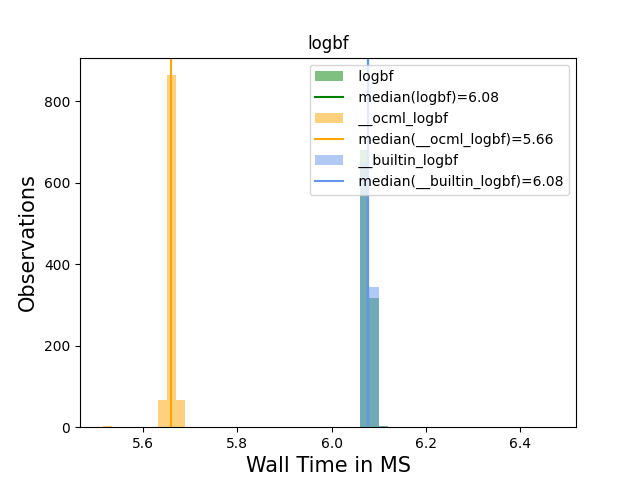 logbf
Observations
800
600
400
200
0
logbf
median(logbf)=6.08
__ocml_logbf
median(__ocml_logbf)=5.66
__builtin_logbf
median(__builtin_logbf)=6.08
5.6 5.8 6.0 6.2 6.4
Wall Time in MS